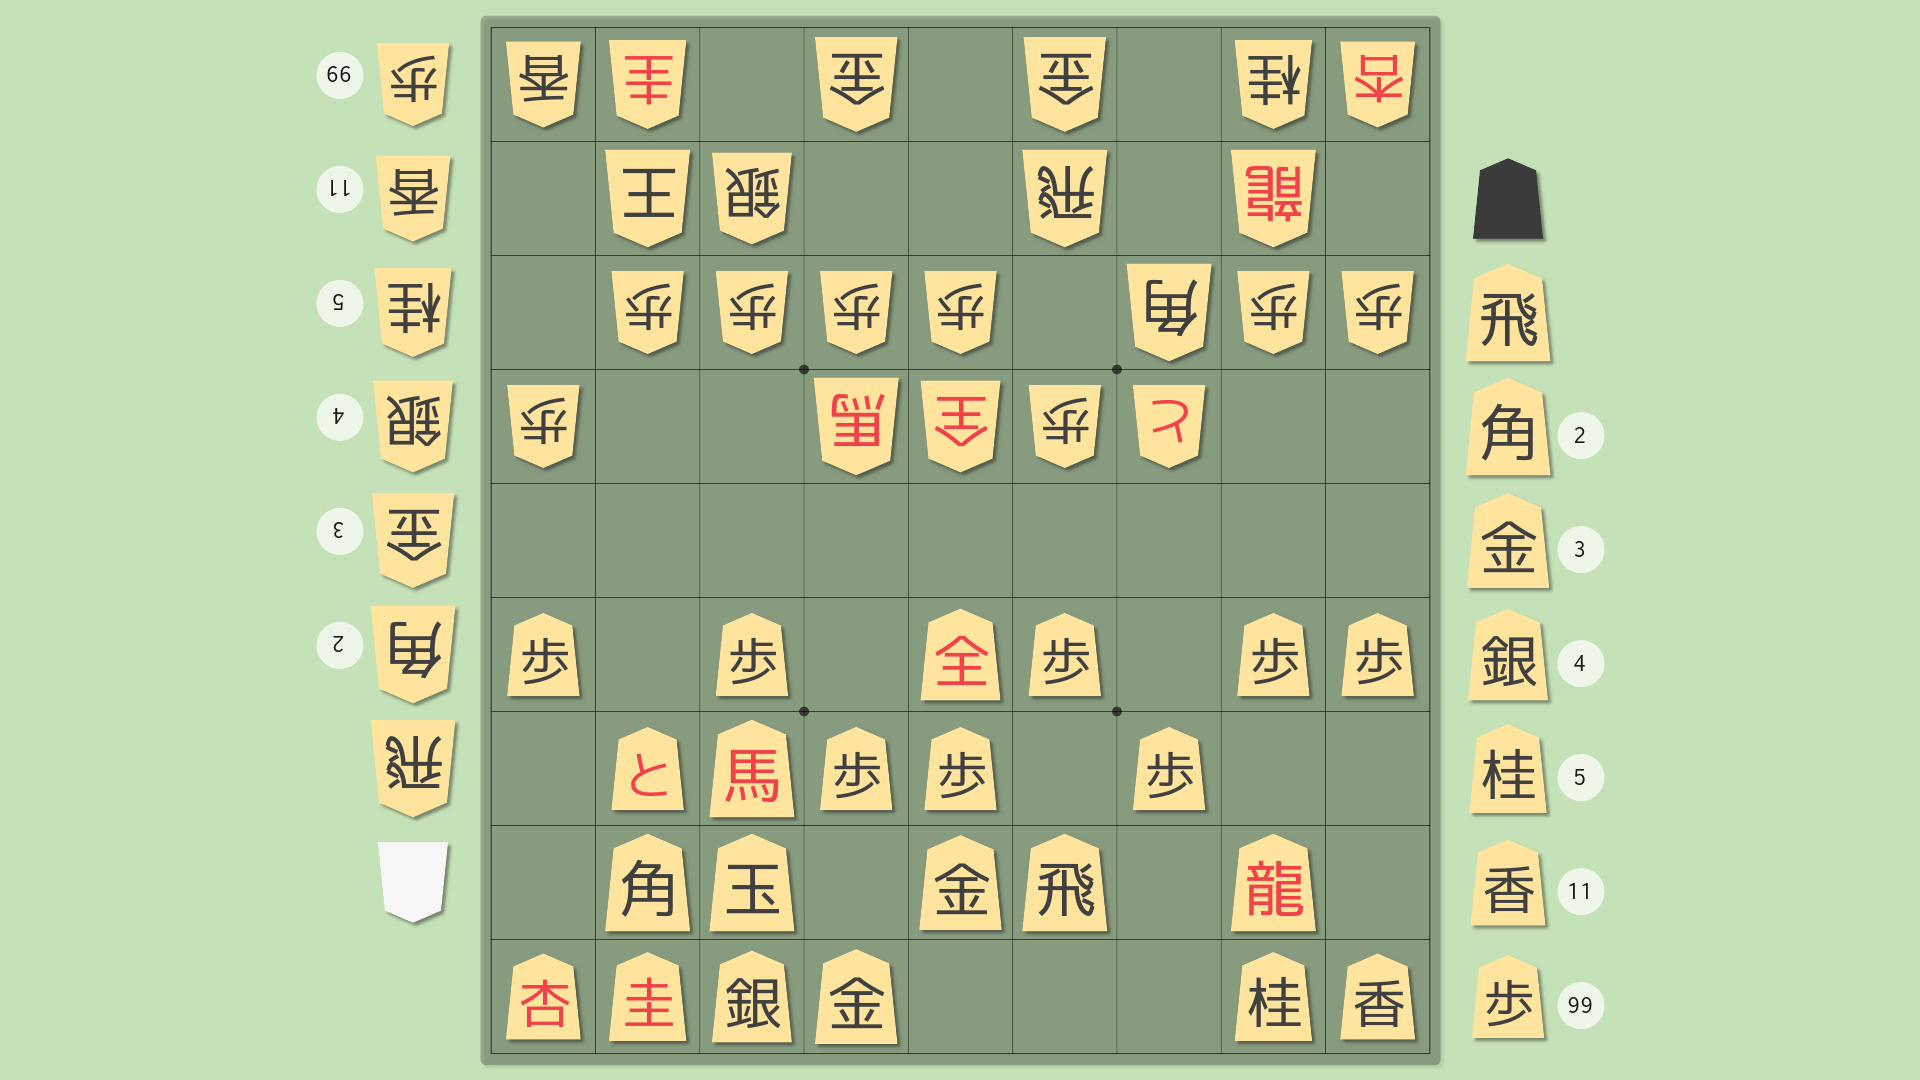 99 歩 香 圭 金 金 桂 杏
11 香 王 銀 飛 龍
5 桂 歩 歩 歩 歩 角 歩 歩 飛
4 銀 歩 馬 全 歩 と 角 2
3 金 金 3
2 角 歩 歩 全 歩 歩 歩 銀 4
飛 と 馬 歩 歩 歩 桂 5
角 玉 金 飛 龍 香 11
杏 圭 銀 金 桂 香 歩 99